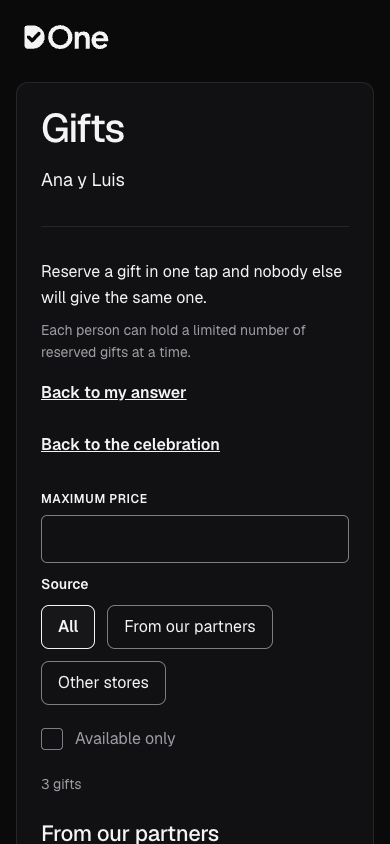 One
Gifts
Ana y Luis
Reserve a gift in one tap and nobody else
will give the same one.
Each person can hold a limited number of
reserved gifts at a time.
Back to my answer
Back to the celebration
MAXIMUM PRICE
Source
All
From our partners
Other stores
Available only
3 gifts
From our partners